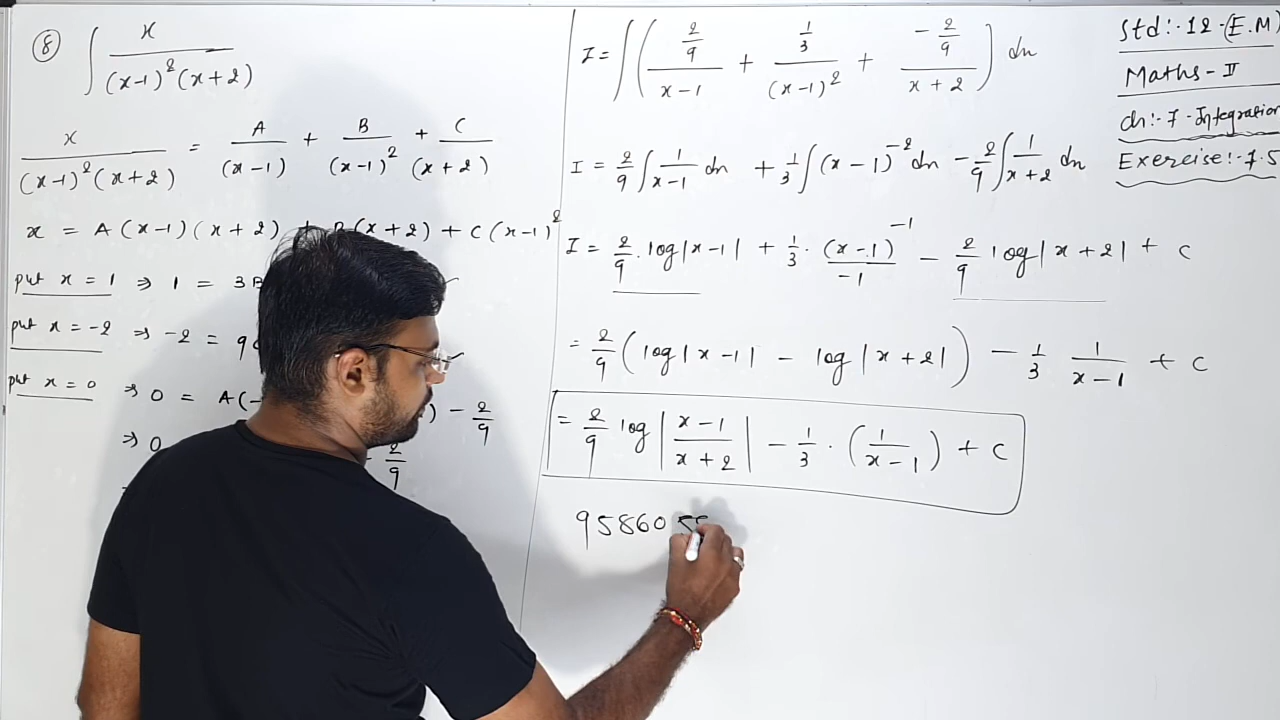 (8) ∫ x / (x-1)²(x+2)
x / (x-1)²(x+2) = A / (x-1) + B / (x-1)² + C / (x+2)
x = A(x-1)(x+2) + B(x+2) + C(x-1)²
put x = 1 ⇒ 1 = 3B
put x = -2 ⇒ -2 = 9C
put x = 0 ⇒ 0 = A(- ) - 2/9
⇒ 0 2/9
I = ∫ ( 2/9 / x-1 + 1/3 / (x-1)² + -2/9 / x+2 ) dx
I = 2/9 ∫ 1/x-1 dx + 1/3 ∫ (x-1)⁻² dx - 2/9 ∫ 1/x+2 dx
I = 2/9 · log|x-1| + 1/3 · (x-1)⁻¹ / -1 - 2/9 log|x+2| + c
= 2/9 (log|x-1| - log|x+2|) - 1/3 1/x-1 + c
= 2/9 log| x-1 / x+2 | - 1/3 · (1/x-1) + c
95860
Std:-12-(E.M)
Maths-II
ch:-7-Integration
Exercise:-7.5